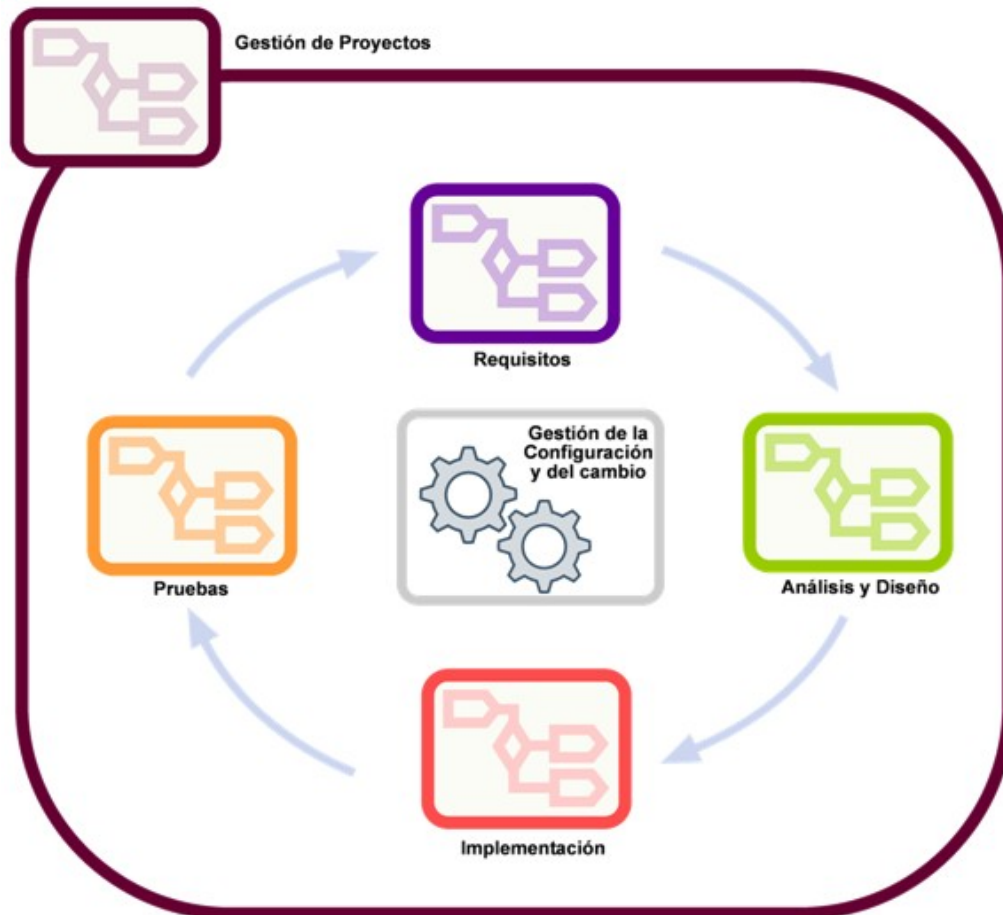 Gestión de Proyectos
Requisitos
Gestión de la
Configuración
y del cambio
Pruebas
Análisis y Diseño
Implementación